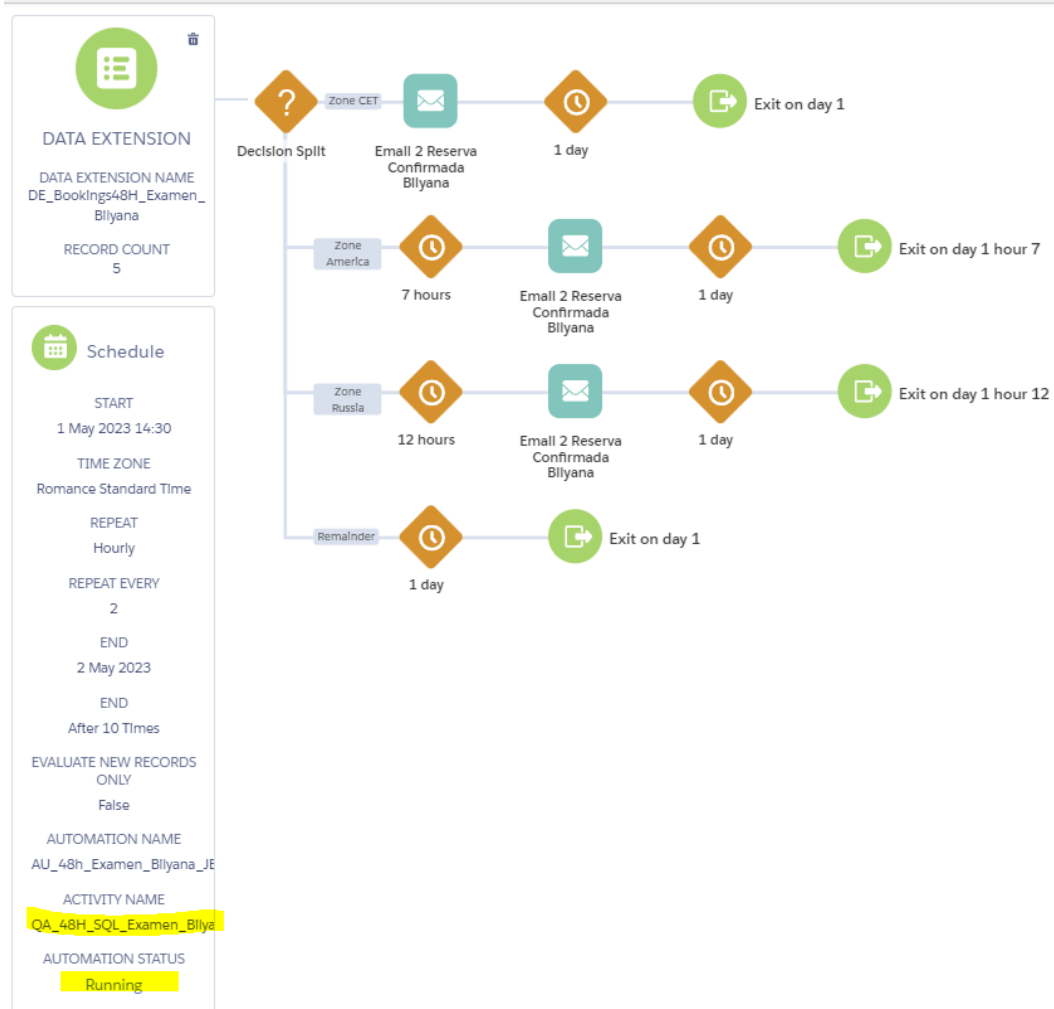 DATA EXTENSION
DATA EXTENSION NAME
DE_Bookings48H_Examen_
Bilyana
RECORD COUNT
5
Schedule
START
1 May 2023 14:30
TIME ZONE
Romance Standard Time
REPEAT
Hourly
REPEAT EVERY
2
END
2 May 2023
END
After 10 Times
EVALUATE NEW RECORDS
ONLY
False
AUTOMATION NAME
AU_48h_Examen_Bilyana_JE
ACTIVITY NAME
QA_48H_SQL_Examen_Bilya
AUTOMATION STATUS
Running
?
Decision Split
Zone CET
Email 2 Reserva
Confirmada
Bilyana
1 day
Exit on day 1
Zone
America
7 hours
Email 2 Reserva
Confirmada
Bilyana
1 day
Exit on day 1 hour 7
Zone
Russia
12 hours
Email 2 Reserva
Confirmada
Bilyana
1 day
Exit on day 1 hour 12
Remainder
1 day
Exit on day 1